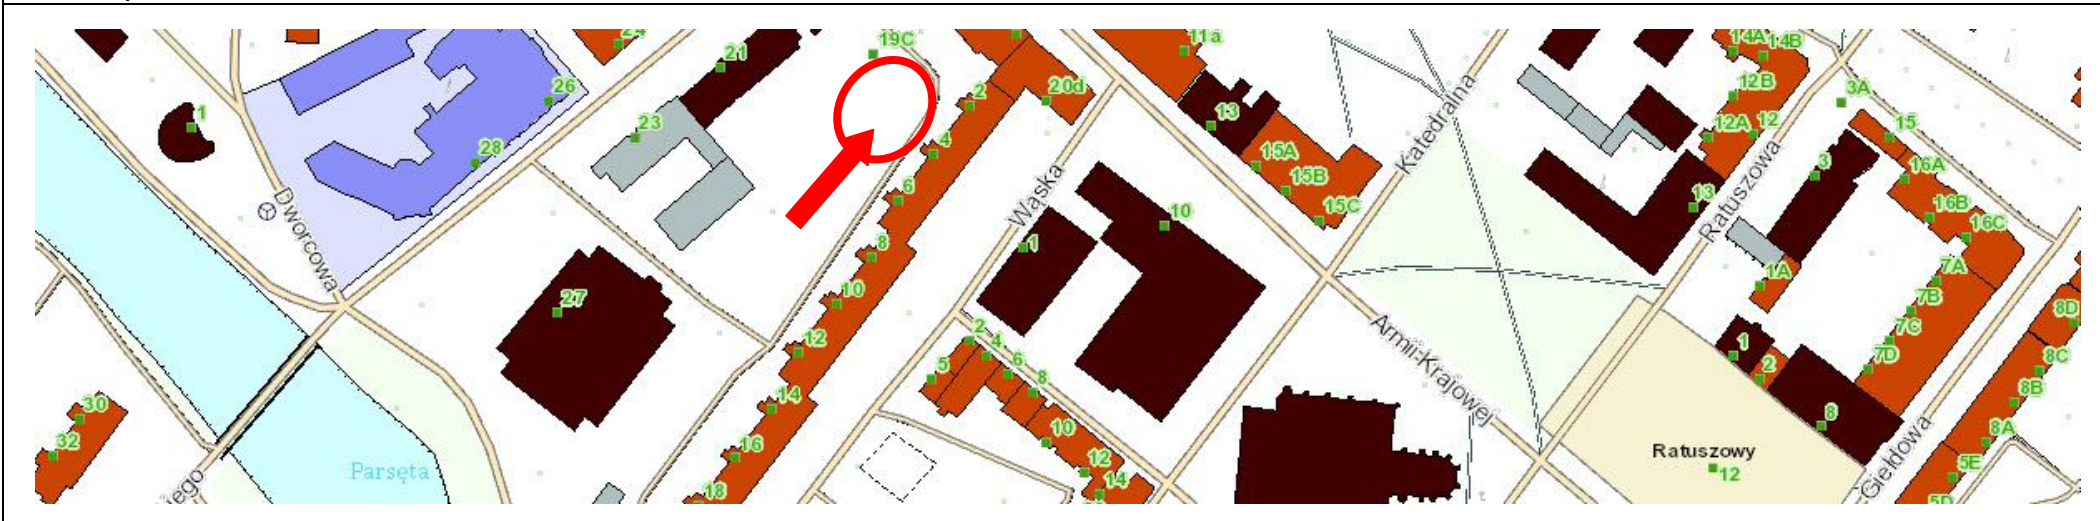 24
19C
11a
14A
14B
21
26
2
20d
12B
3A
1
23
28
4
13
15A
12A
12
15
Katedralna
6
15B
3
16A
Dworcowa
Wąska
15C
13
Ratuszowa
16B
8
1
10
16C
27
10
1A
7A
7B
8D
12
2
4
5
6
8
Armii Krajowej
1
2
7C
7D
8C
30
14
8
8B
32
16
10
Ratuszowy
12
8A
Parsęta
12
14
Giełdowa
5E
iego
18
5D